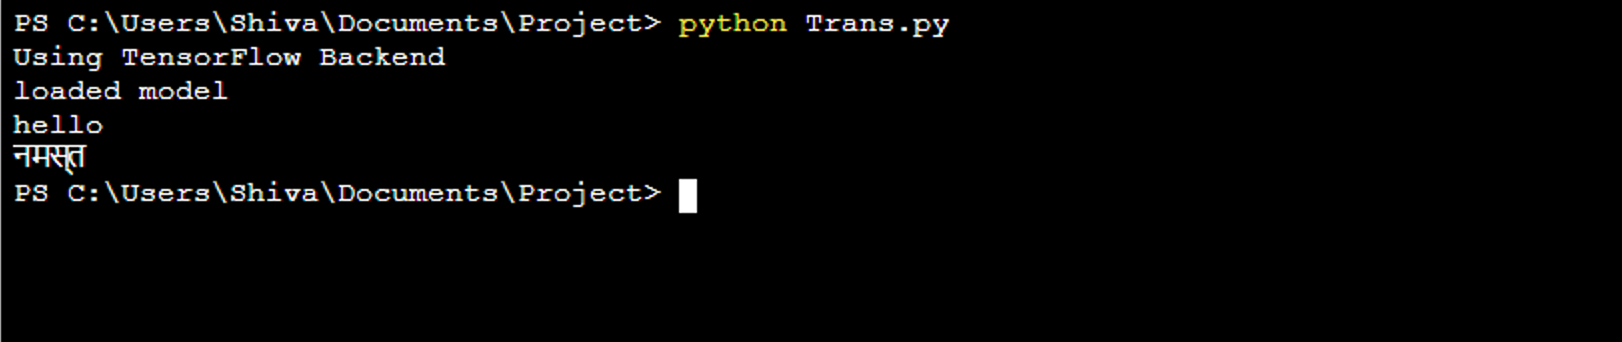 PS C:\Users\Shiva\Documents\Project> python Trans.py
Using TensorFlow Backend
loaded model
hello
नमस्त
PS C:\Users\Shiva\Documents\Project>